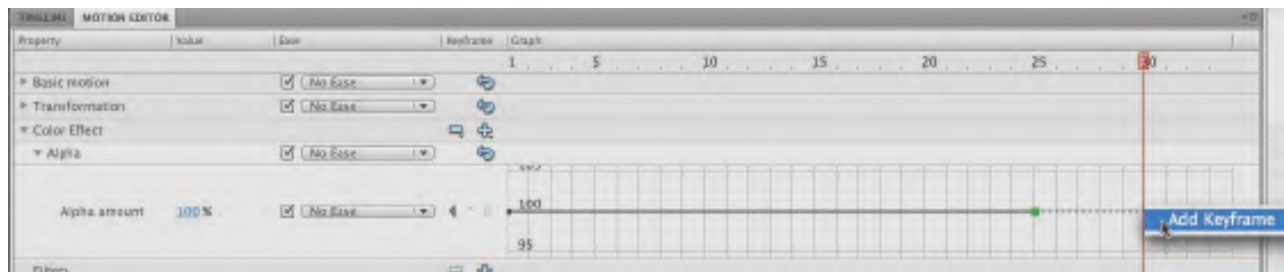 TIMELINE MOTION EDITOR
Property Value Ease Keyframe Graph
1 5 10 15 20 25 30
Basic motion No Ease
Transformation No Ease
Color Effect
Alpha No Ease
105
Alpha amount 100 % No Ease 100
Add Keyframe
95
Filters